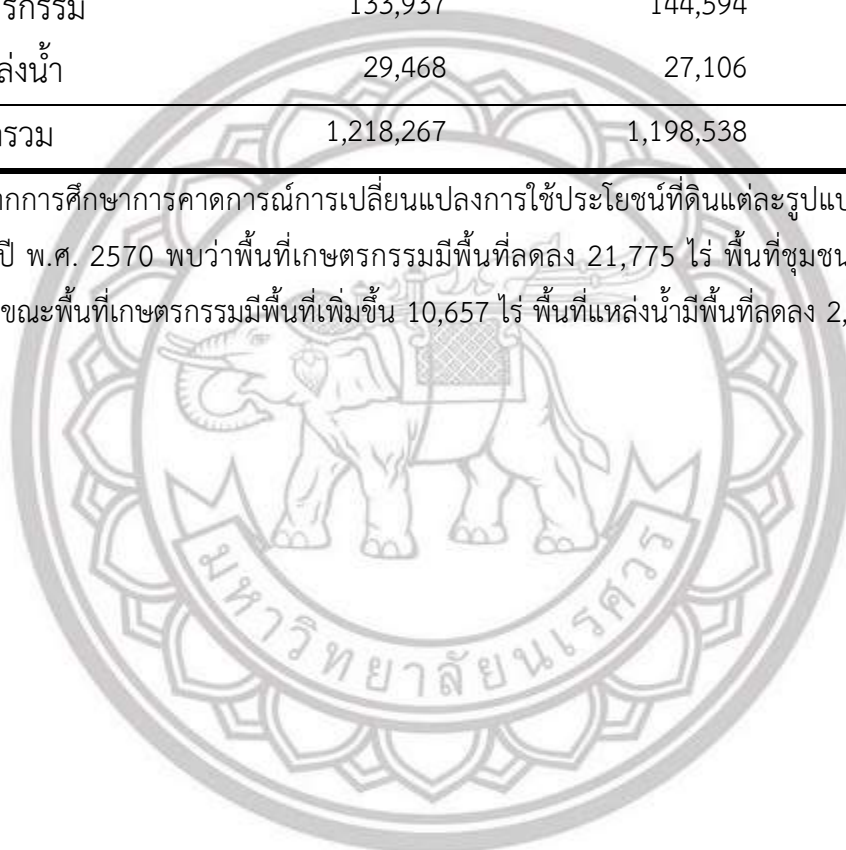 รกรรม 133,937 144,594
ล่งน้ำ 29,468 27,106
รวม 1,218,267 1,198,538
ากการศึกษาการคาดการณ์การเปลี่ยนแปลงการใช้ประโยชน์ที่ดินแต่ละรูปแบ
ปี พ.ศ. 2570 พบว่าพื้นที่เกษตรกรรมมีพื้นที่ลดลง 21,775 ไร่ พื้นที่ชุมชน
ขณะพื้นที่เกษตรกรรมมีพื้นที่เพิ่มขึ้น 10,657 ไร่ พื้นที่แหล่งน้ำมีพื้นที่ลดลง 2,
มหาวิทยาลัยนเรศวร